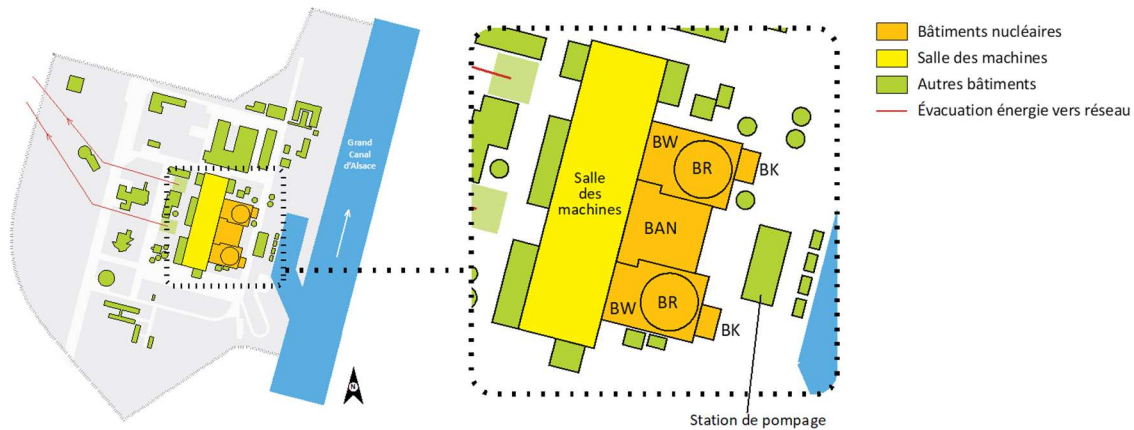 Grand
Canal
d'Alsace
N
Salle
des
machines
BW
BR
BK
BAN
BW
BR
BK
Station de pompage
Bâtiments nucléaires
Salle des machines
Autres bâtiments
Évacuation énergie vers réseau